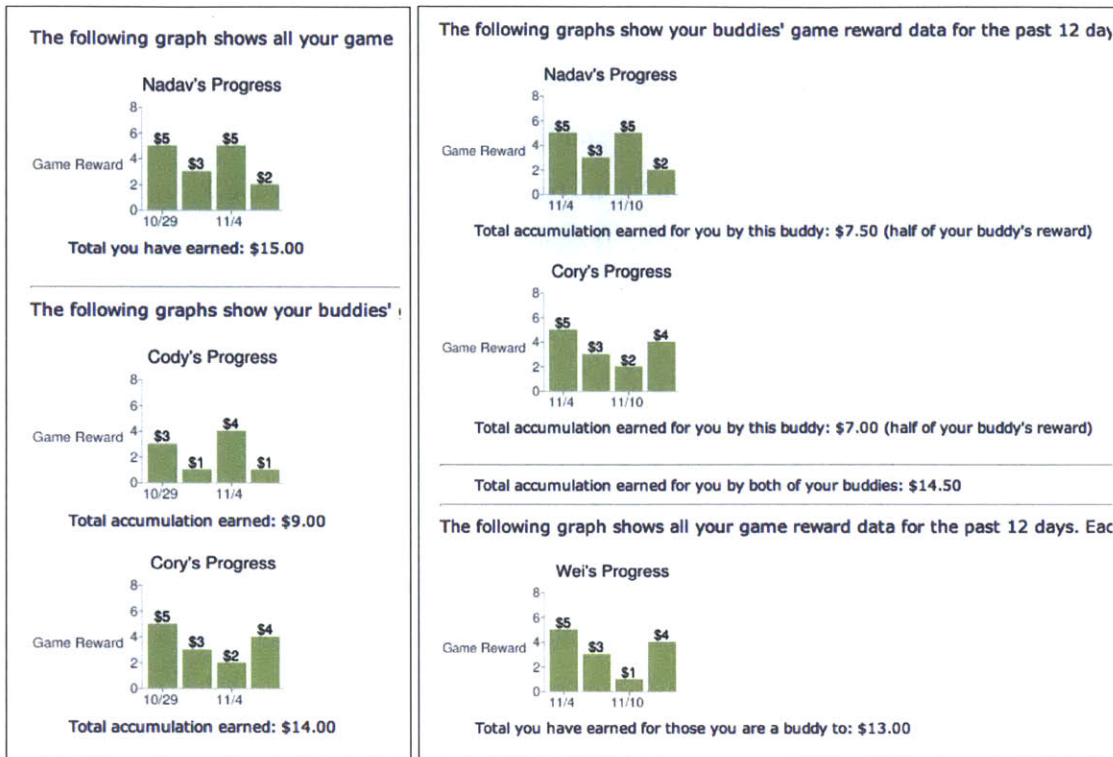 The following graph shows all your game
Nadav's Progress
8
6
4
2
0
Game Reward
$5
$3
$5
$2
10/29
11/4
Total you have earned: $15.00
The following graphs show your buddies'
Cody's Progress
8
6
4
2
0
Game Reward
$3
$1
$4
$1
10/29
11/4
Total accumulation earned: $9.00
Cory's Progress
8
6
4
2
0
Game Reward
$5
$3
$2
$4
10/29
11/4
Total accumulation earned: $14.00
The following graphs show your buddies' game reward data for the past 12 day
Nadav's Progress
8
6
4
2
0
Game Reward
$5
$3
$5
$2
11/4
11/10
Total accumulation earned for you by this buddy: $7.50 (half of your buddy's reward)
Cory's Progress
8
6
4
2
0
Game Reward
$5
$3
$2
$4
11/4
11/10
Total accumulation earned for you by this buddy: $7.00 (half of your buddy's reward)
Total accumulation earned for you by both of your buddies: $14.50
The following graph shows all your game reward data for the past 12 days. Eac
Wei's Progress
8
6
4
2
0
Game Reward
$5
$3
$1
$4
11/4
11/10
Total you have earned for those you are a buddy to: $13.00